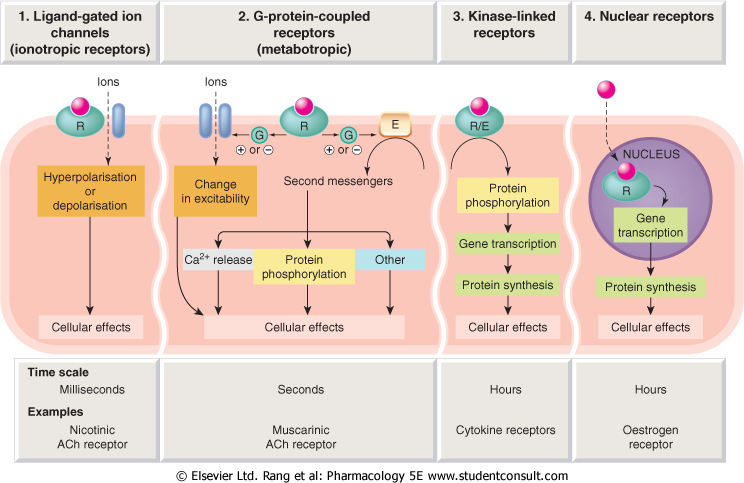 1. Ligand-gated ion
channels
(ionotropic receptors)
2. G-protein-coupled
receptors
(metabotropic)
3. Kinase-linked
receptors
4. Nuclear receptors
Ions
R
Hyperpolarisation
or
depolarisation
Cellular effects
Ions
R
G
G
E
+ or −
+ or −
Change
in excitability
Second messengers
Ca2+ release
Protein
phosphorylation
Other
Cellular effects
R/E
Protein
phosphorylation
Gene transcription
Protein synthesis
Cellular effects
NUCLEUS
R
Gene
transcription
Protein synthesis
Cellular effects
Time scale
Milliseconds
Seconds
Hours
Hours
Examples
Nicotinic
ACh receptor
Muscarinic
ACh receptor
Cytokine receptors
Oestrogen
receptor
© Elsevier Ltd. Rang et al: Pharmacology 5E www.studentconsult.com